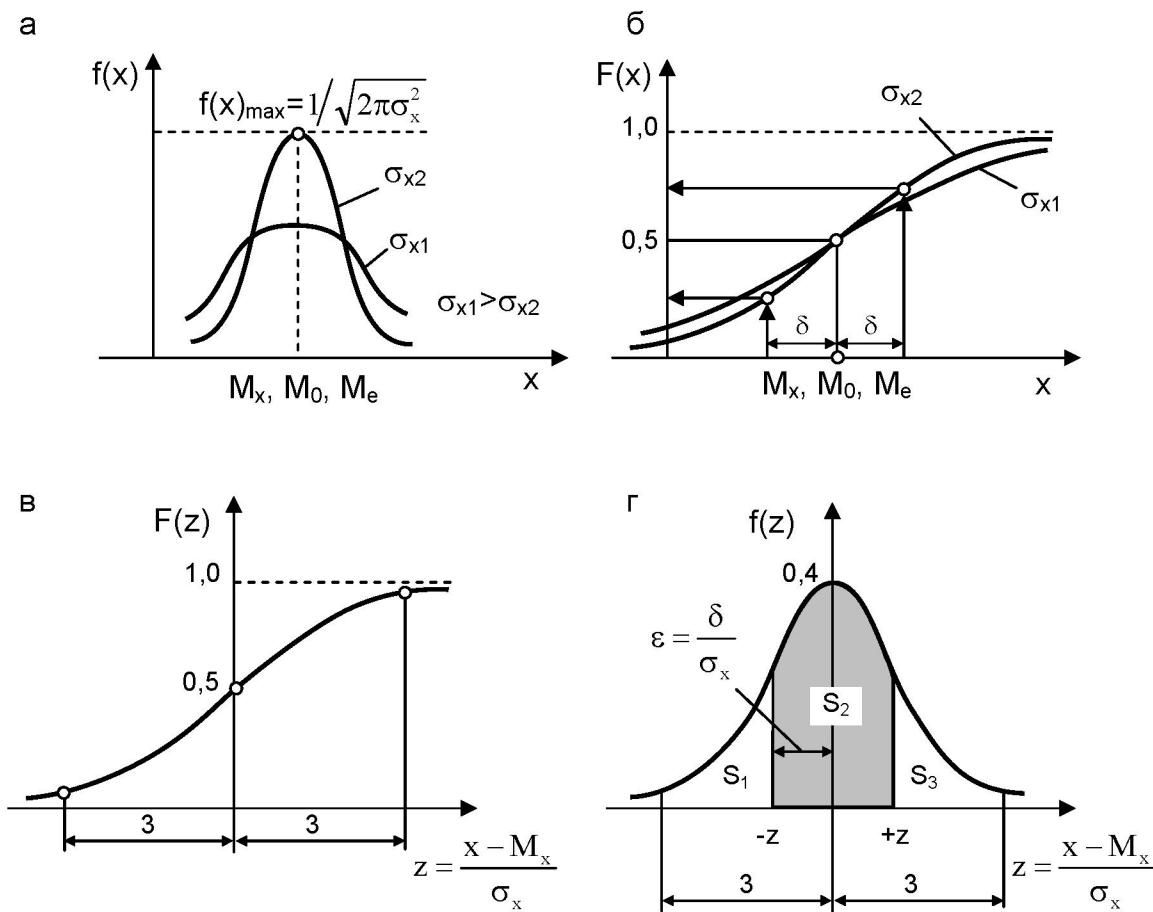 а
f(x)
f(x)max=1/√2πσx²
σx2
σx1
σx1>σx2
Mx, M0, Me
x
б
F(x)
1,0
0,5
σx2
σx1
δ
δ
Mx, M0, Me
x
в
F(z)
1,0
0,5
3
3
z = (x − Mx)/σx
г
f(z)
0,4
ε = δ/σx
S2
S1
S3
-z
+z
3
3
z = (x − Mx)/σx